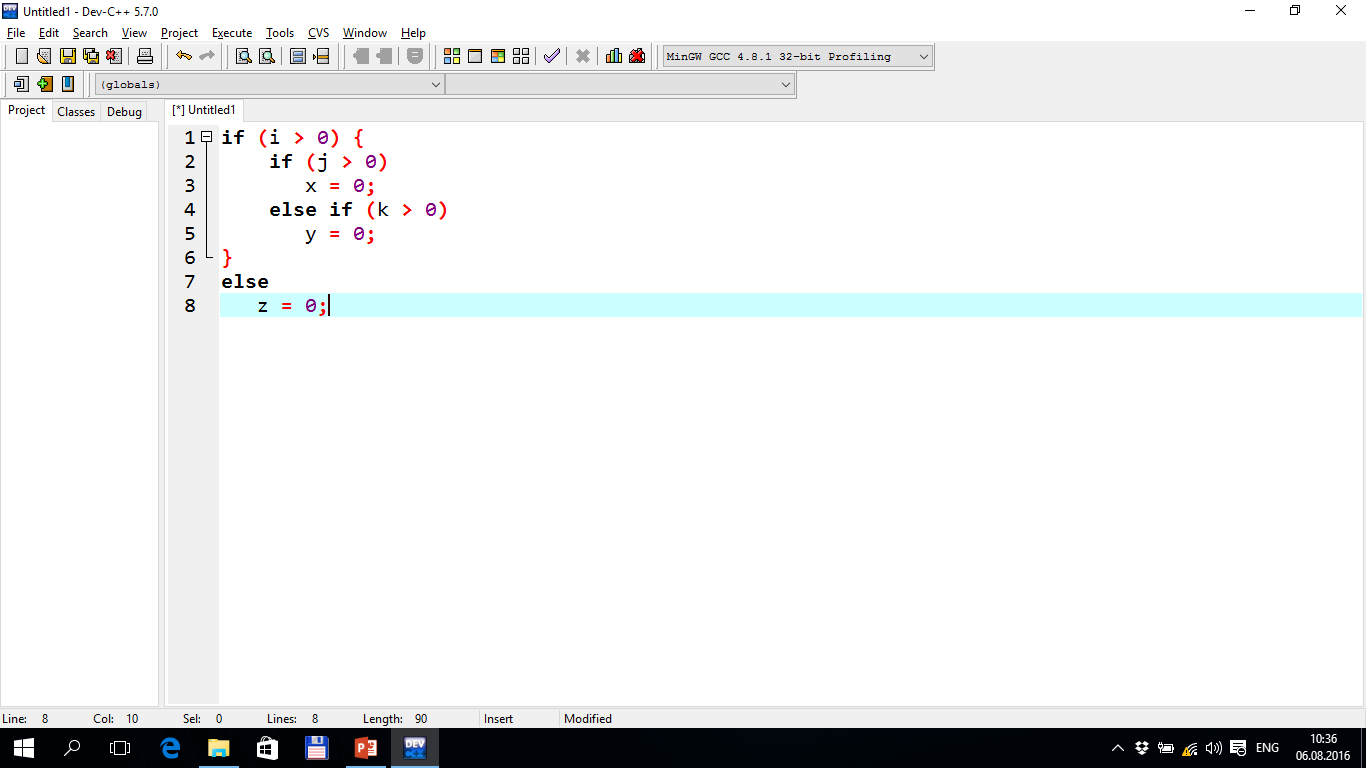 Untitled1 - Dev-C++ 5.7.0
File Edit Search View Project Execute Tools CVS Window Help
MinGW GCC 4.8.1 32-bit Profiling
(globals)
Project Classes Debug [*] Untitled1
1 if (i > 0) {
2 if (j > 0)
3 x = 0;
4 else if (k > 0)
5 y = 0;
6 }
7 else
8 z = 0;
Line: 8 Col: 10 Sel: 0 Lines: 8 Length: 90 Insert Modified
DEV
ENG 10:36
06.08.2016